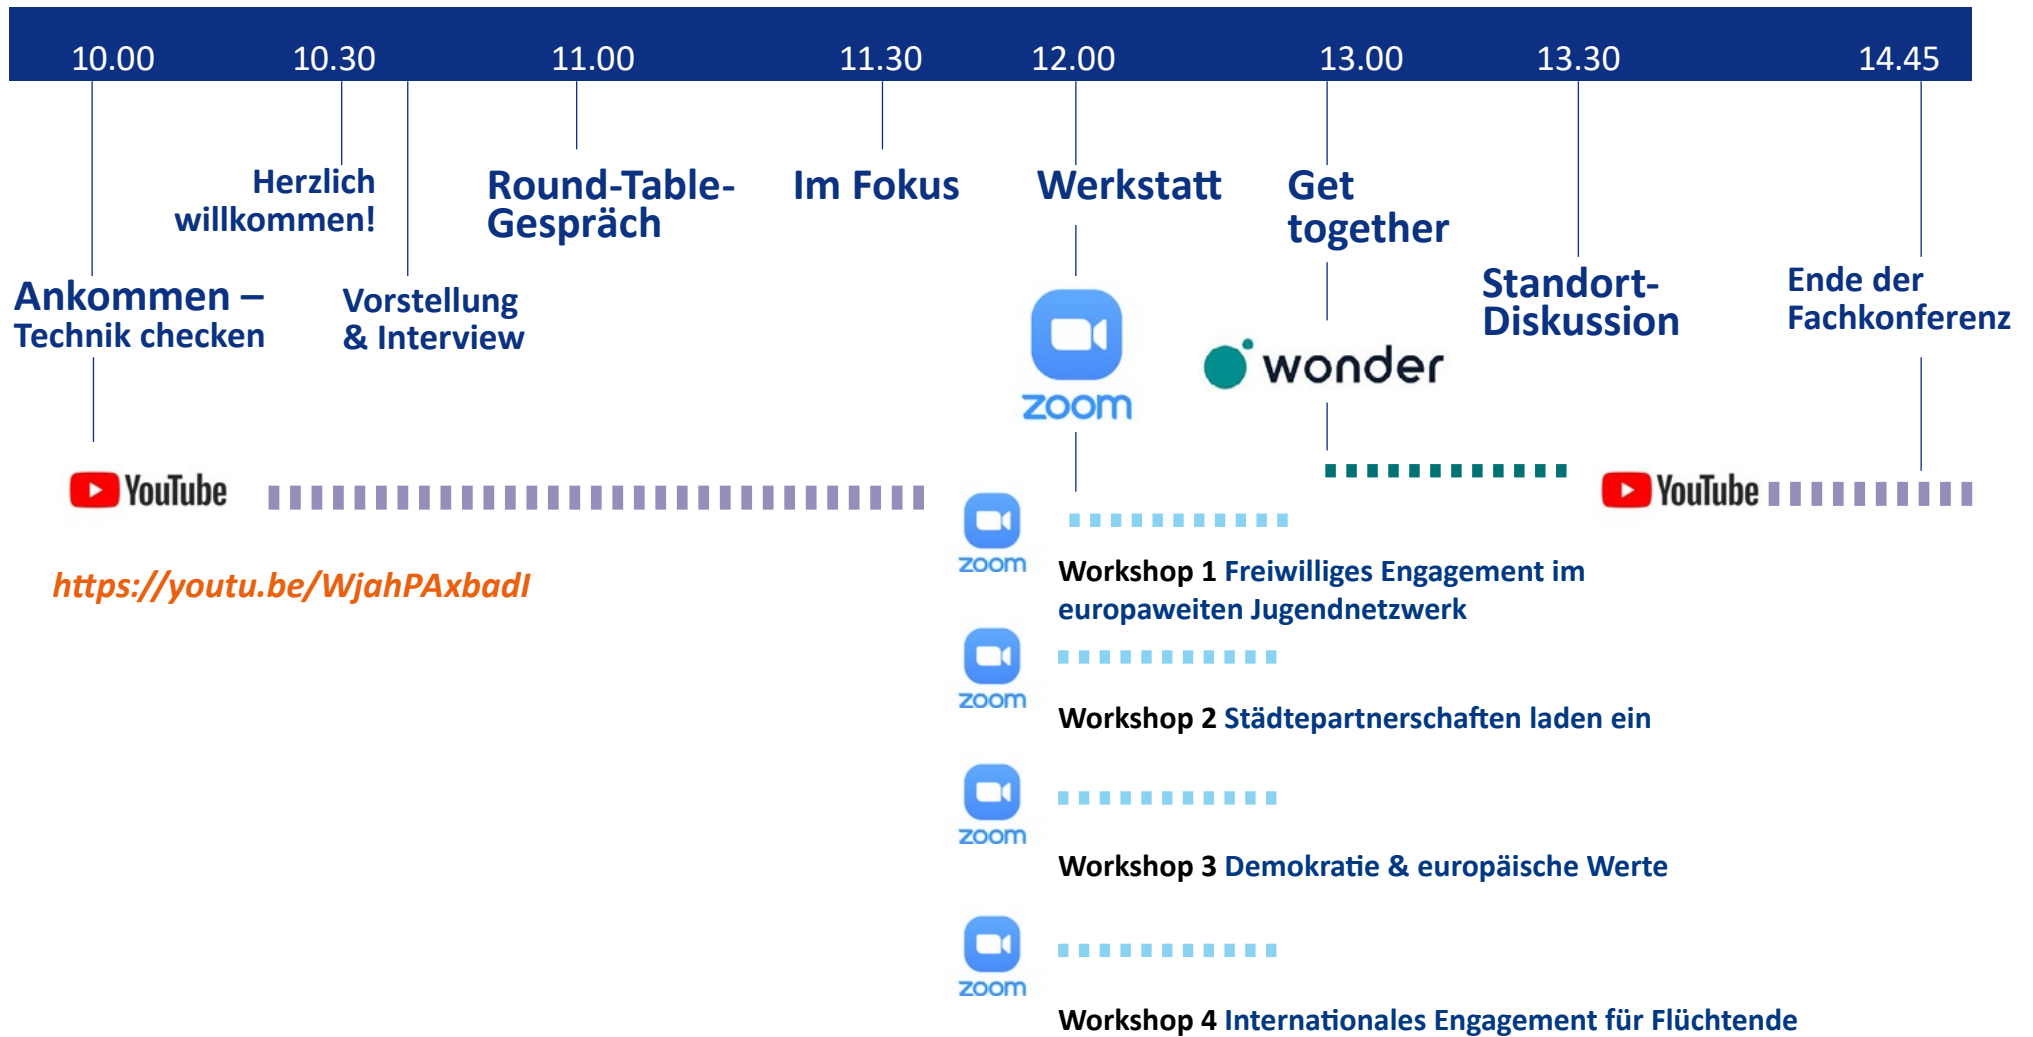 10.00 10.30 11.00 11.30 12.00 13.00 13.30 14.45
Herzlich
willkommen!
Round-Table-
Gespräch
Im Fokus
Werkstatt
Get
together
Ankommen –
Technik checken
Vorstellung
& Interview
Standort-
Diskussion
Ende der
Fachkonferenz
zoom
wonder
YouTube
YouTube
https://youtu.be/WjahPAxbadI
zoom
Workshop 1 Freiwilliges Engagement im
europaweiten Jugendnetzwerk
zoom
Workshop 2 Städtepartnerschaften laden ein
zoom
Workshop 3 Demokratie & europäische Werte
zoom
Workshop 4 Internationales Engagement für Flüchtende